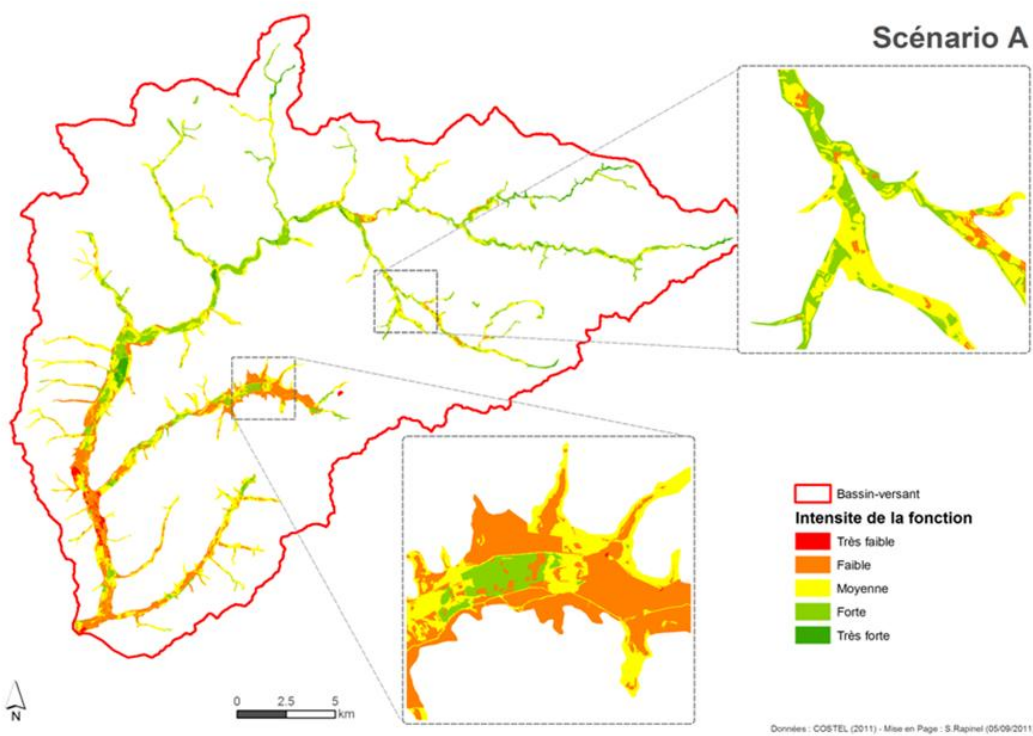 Scénario A
Bassin-versant
Intensite de la fonction
Très faible
Faible
Moyenne
Forte
Très forte
N
0 2.5 5
km
Données : COSTEL (2011) - Mise en Page : S.Rapinel (05/09/2011